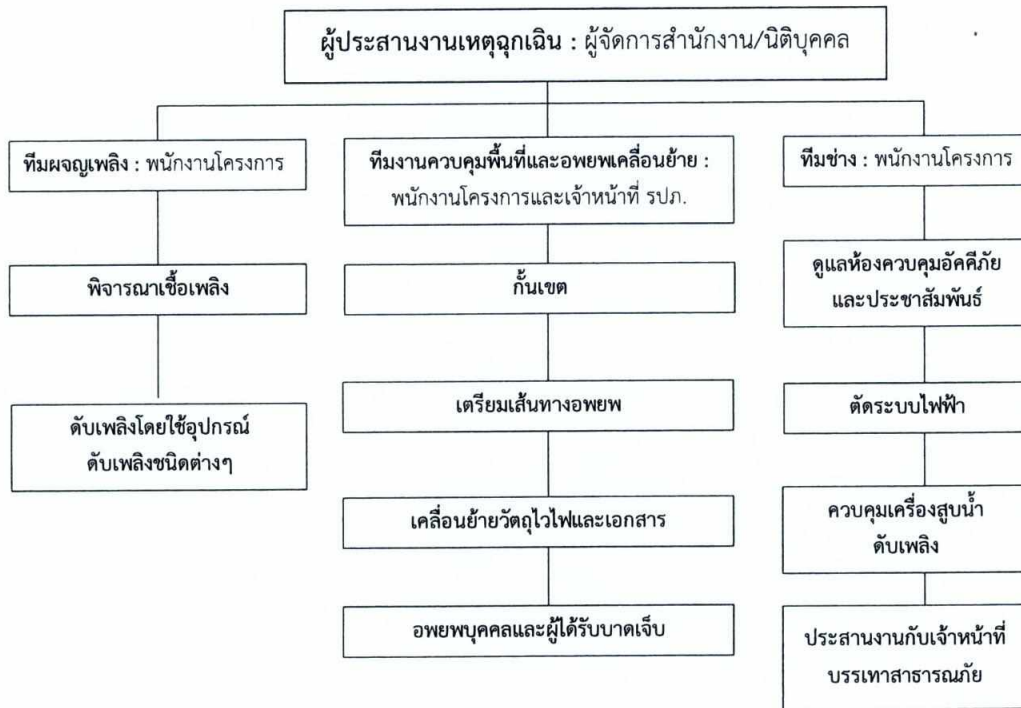 ผู้ประสานงานเหตุฉุกเฉิน : ผู้จัดการสำนักงาน/นิติบุคคล
ทีมผจญเพลิง : พนักงานโครงการ
พิจารณาเชื้อเพลิง
ดับเพลิงโดยใช้อุปกรณ์
ดับเพลิงชนิดต่างๆ
ทีมงานควบคุมพื้นที่และอพยพเคลื่อนย้าย :
พนักงานโครงการและเจ้าหน้าที่ รปภ.
กั้นเขต
เตรียมเส้นทางอพยพ
เคลื่อนย้ายวัตถุไวไฟและเอกสาร
อพยพบุคคลและผู้ได้รับบาดเจ็บ
ทีมช่าง : พนักงานโครงการ
ดูแลห้องควบคุมอัคคีภัย
และประชาสัมพันธ์
ตัดระบบไฟฟ้า
ควบคุมเครื่องสูบน้ำ
ดับเพลิง
ประสานงานกับเจ้าหน้าที่
บรรเทาสาธารณภัย